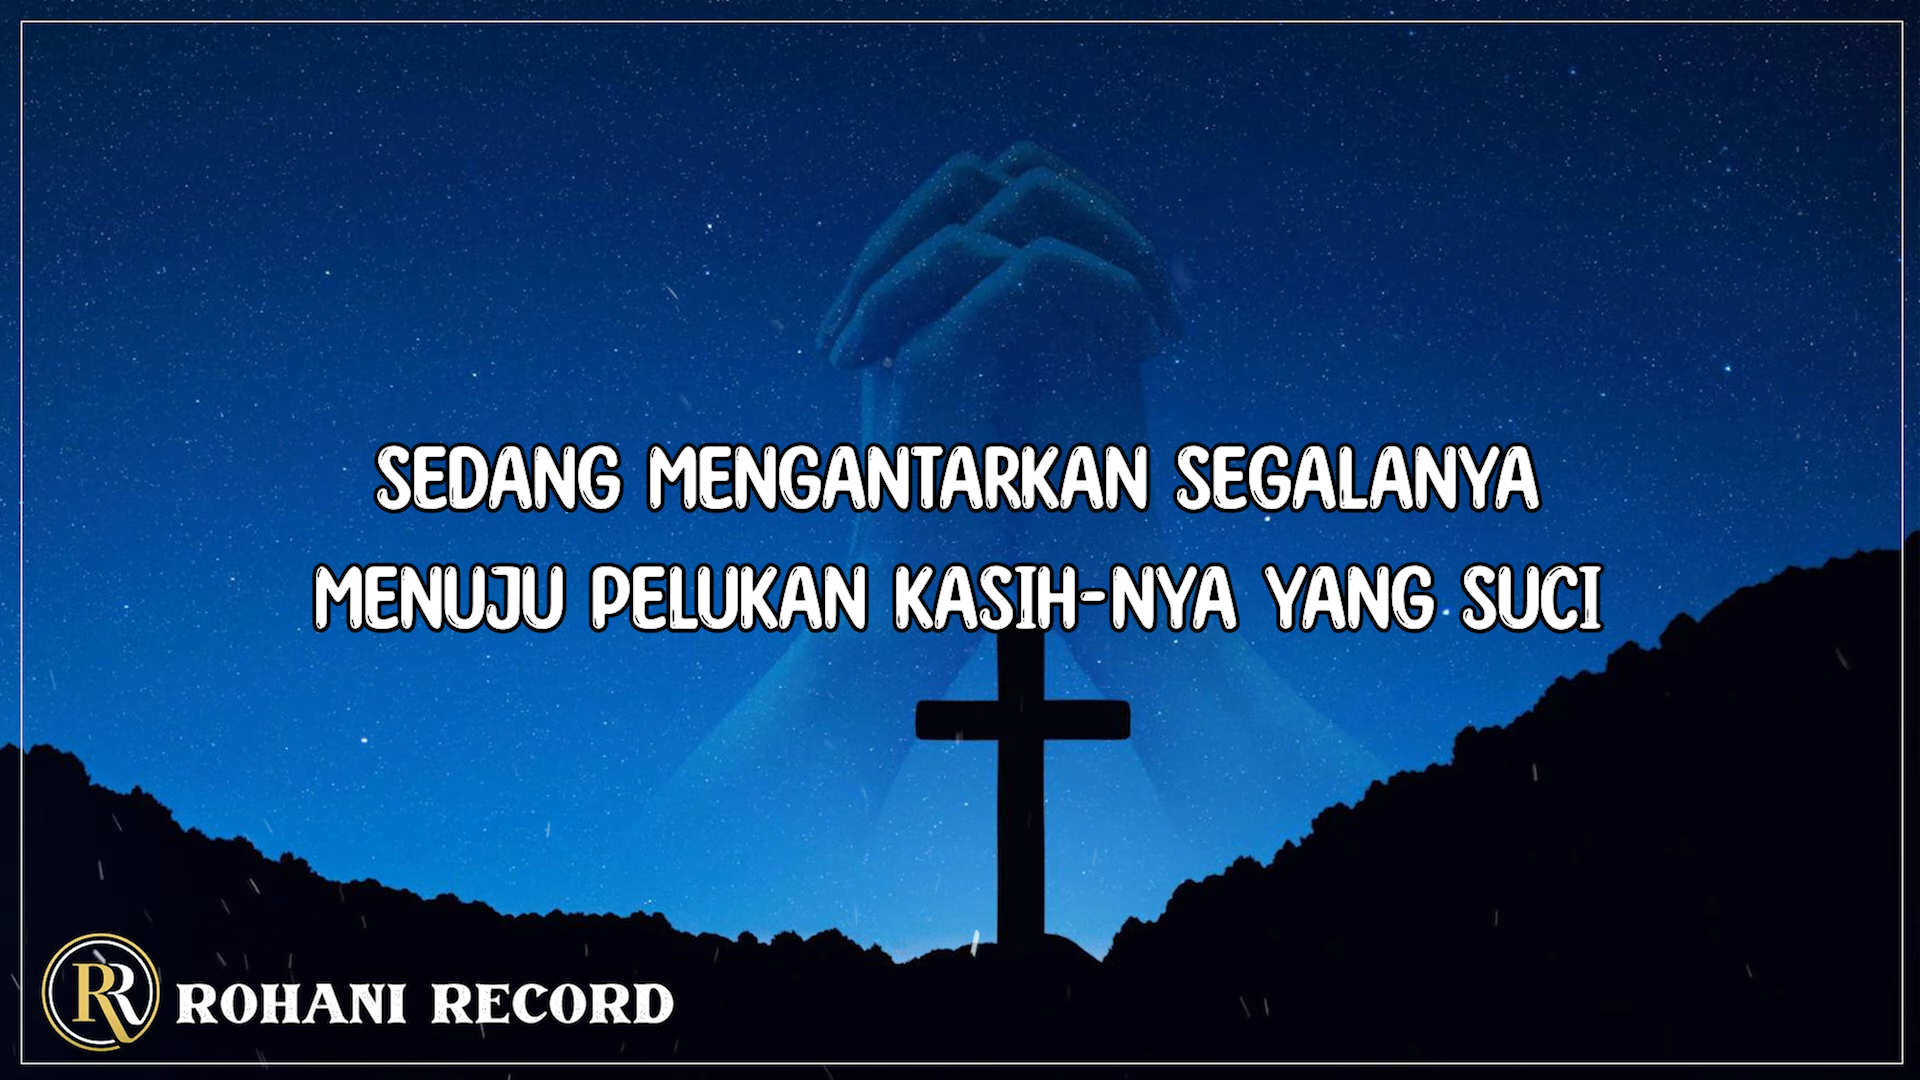 SEDANG MENGANTARKAN SEGALANYA
MENUJU PELUKAN KASIH-NYA YANG SUCI
RR ROHANI RECORD